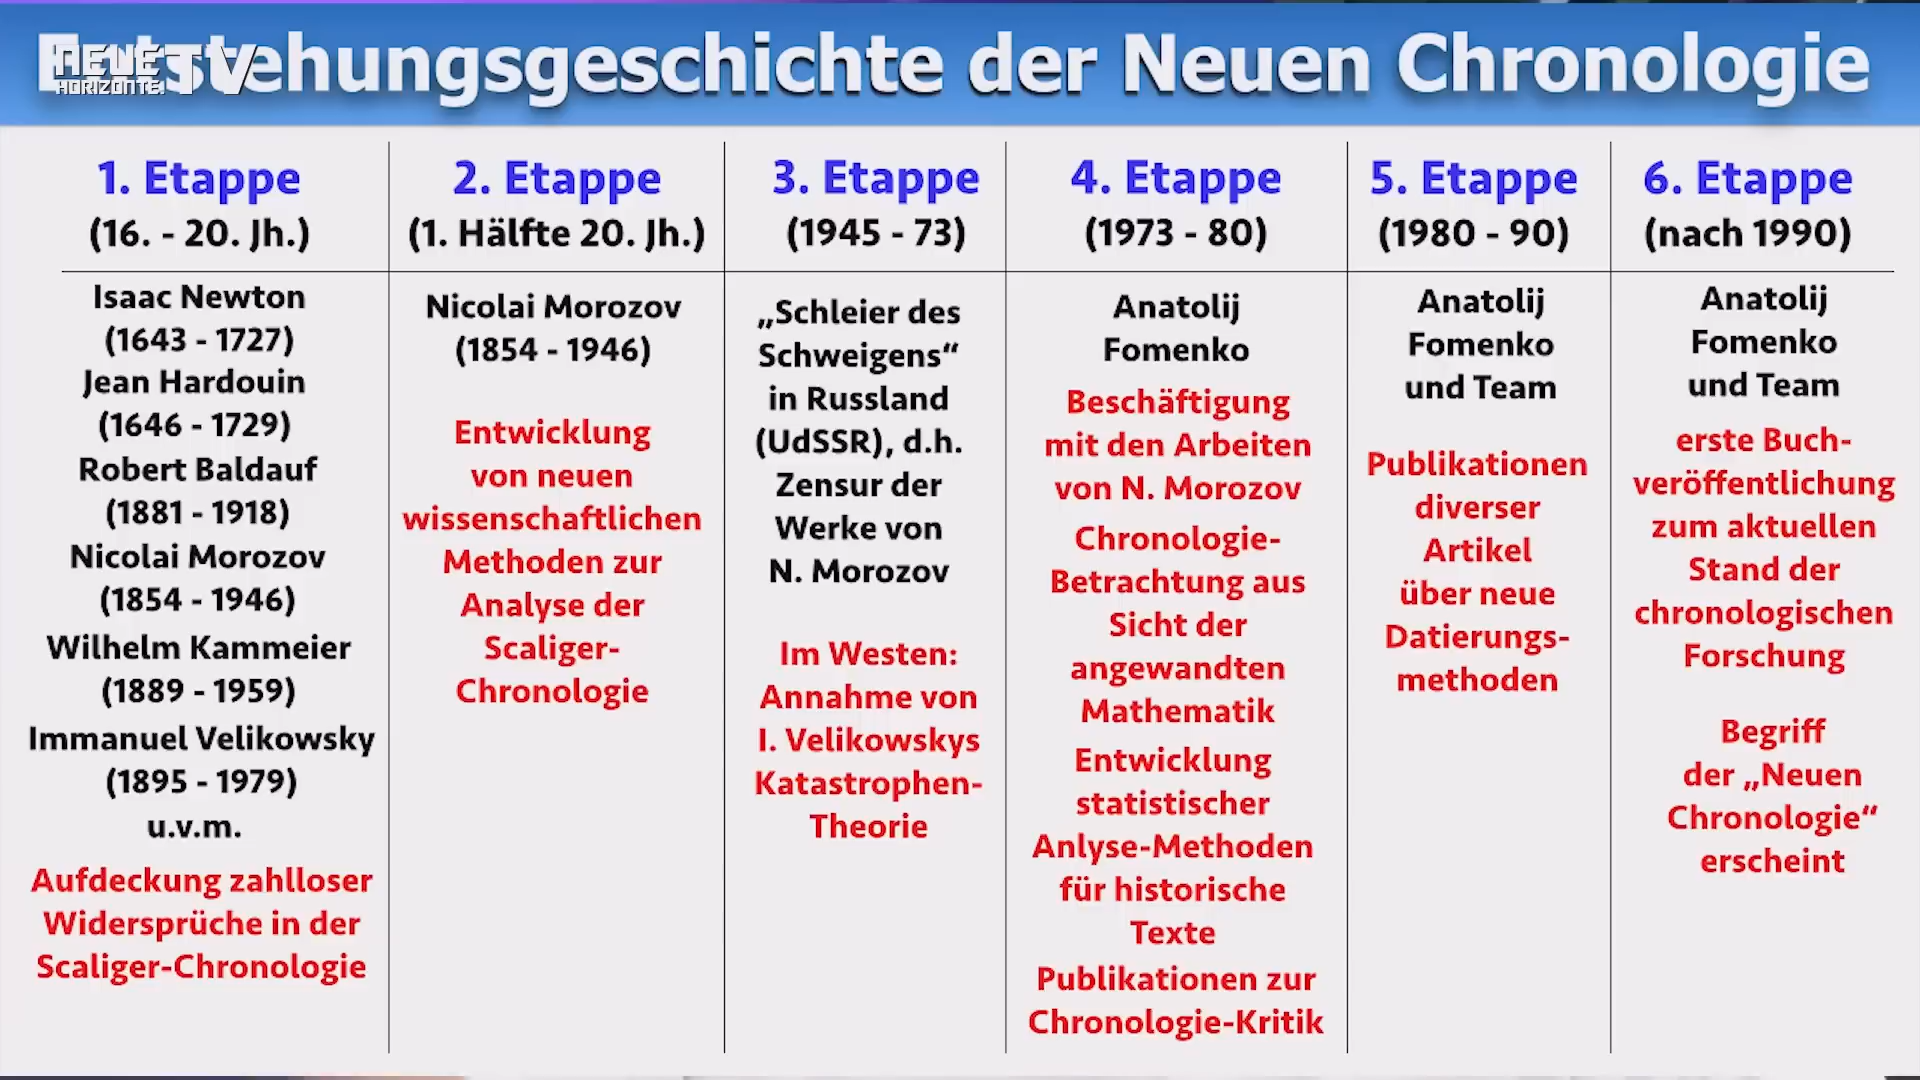 Entstehungsgeschichte der Neuen Chronologie
NEUE
HORIZONTE
TV
1. Etappe
(16. - 20. Jh.)
Isaac Newton
(1643 - 1727)
Jean Hardouin
(1646 - 1729)
Robert Baldauf
(1881 - 1918)
Nicolai Morozov
(1854 - 1946)
Wilhelm Kammeier
(1889 - 1959)
Immanuel Velikowsky
(1895 - 1979)
u.v.m.
Aufdeckung zahlloser
Widersprüche in der
Scaliger-Chronologie
2. Etappe
(1. Hälfte 20. Jh.)
Nicolai Morozov
(1854 - 1946)
Entwicklung
von neuen
wissenschaftlichen
Methoden zur
Analyse der
Scaliger-
Chronologie
3. Etappe
(1945 - 73)
„Schleier des
Schweigens“
in Russland
(UdSSR), d.h.
Zensur der
Werke von
N. Morozov
Im Westen:
Annahme von
I. Velikowskys
Katastrophen-
Theorie
4. Etappe
(1973 - 80)
Anatolij
Fomenko
Beschäftigung
mit den Arbeiten
von N. Morozov
Chronologie-
Betrachtung aus
Sicht der
angewandten
Mathematik
Entwicklung
statistischer
Anlyse-Methoden
für historische
Texte
Publikationen zur
Chronologie-Kritik
5. Etappe
(1980 - 90)
Anatolij
Fomenko
und Team
Publikationen
diverser
Artikel
über neue
Datierungs-
methoden
6. Etappe
(nach 1990)
Anatolij
Fomenko
und Team
erste Buch-
veröffentlichung
zum aktuellen
Stand der
chronologischen
Forschung
Begriff
der „Neuen
Chronologie“
erscheint